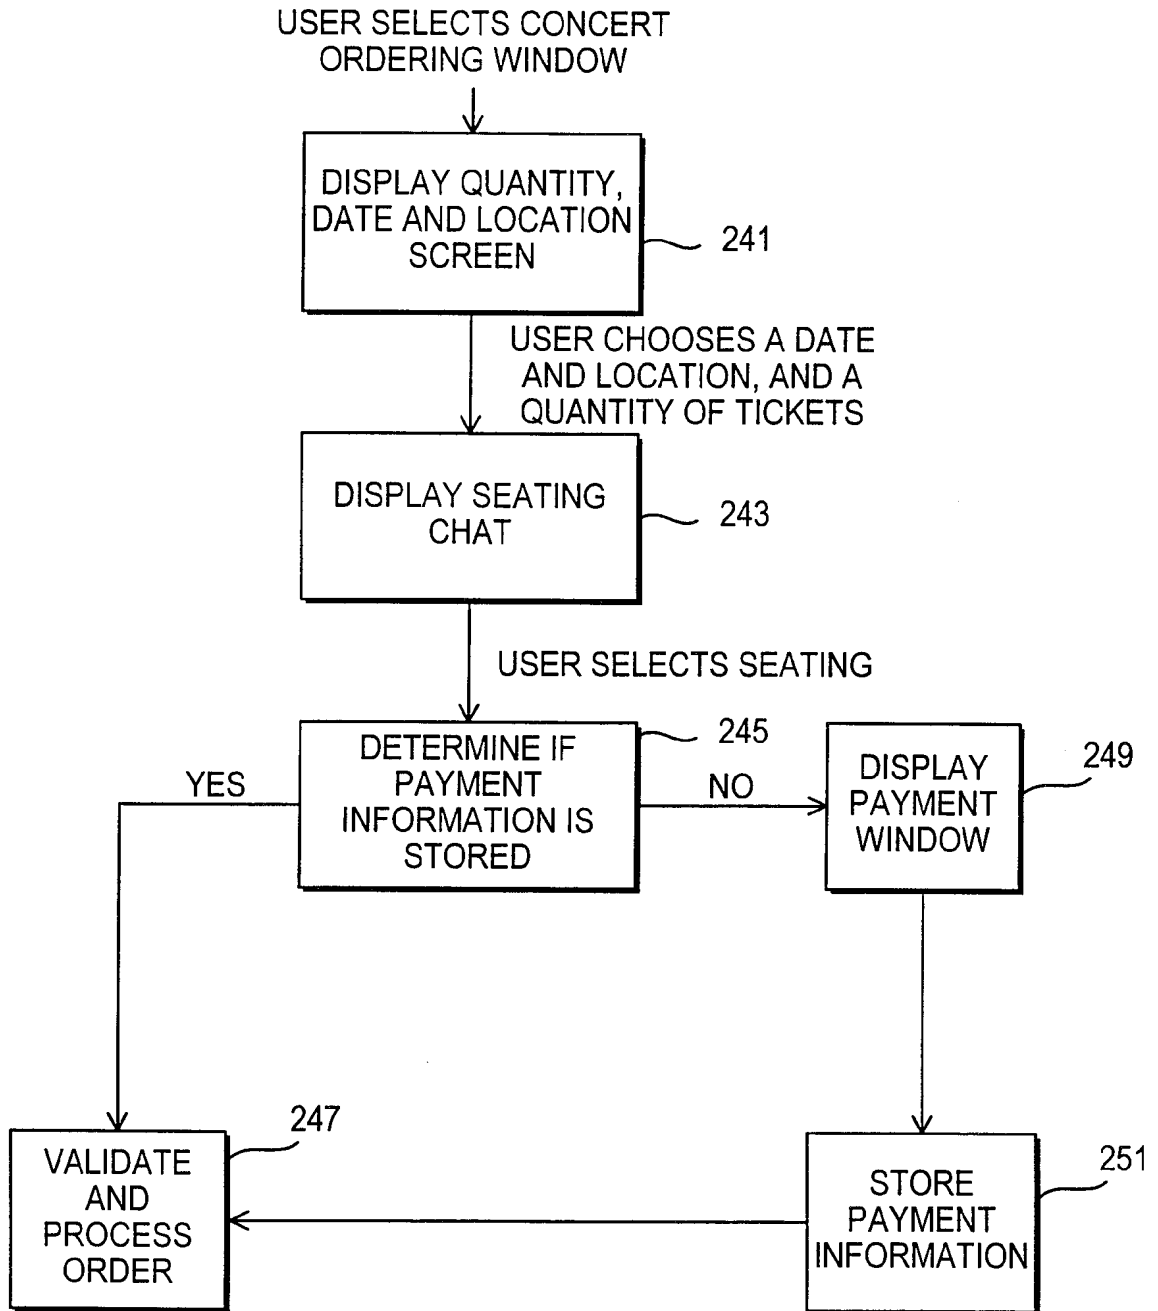 USER SELECTS CONCERT
ORDERING WINDOW
DISPLAY QUANTITY,
DATE AND LOCATION
SCREEN
241
USER CHOOSES A DATE
AND LOCATION, AND A
QUANTITY OF TICKETS
DISPLAY SEATING
CHAT
243
USER SELECTS SEATING
DETERMINE IF
PAYMENT
INFORMATION IS
STORED
245
YES
NO
DISPLAY
PAYMENT
WINDOW
249
VALIDATE
AND
PROCESS
ORDER
247
STORE
PAYMENT
INFORMATION
251